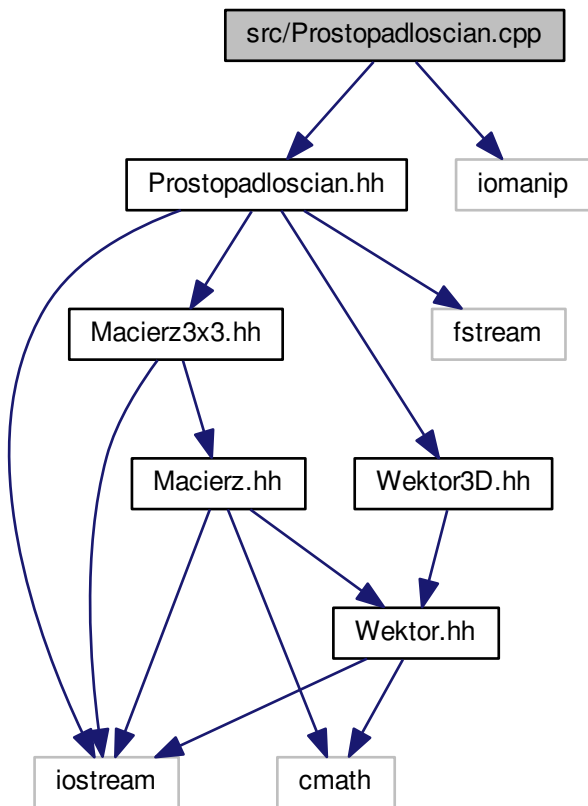 src/Prostopadloscian.cpp
Prostopadloscian.hh
iomanip
Macierz3x3.hh
fstream
Macierz.hh
Wektor3D.hh
Wektor.hh
iostream
cmath